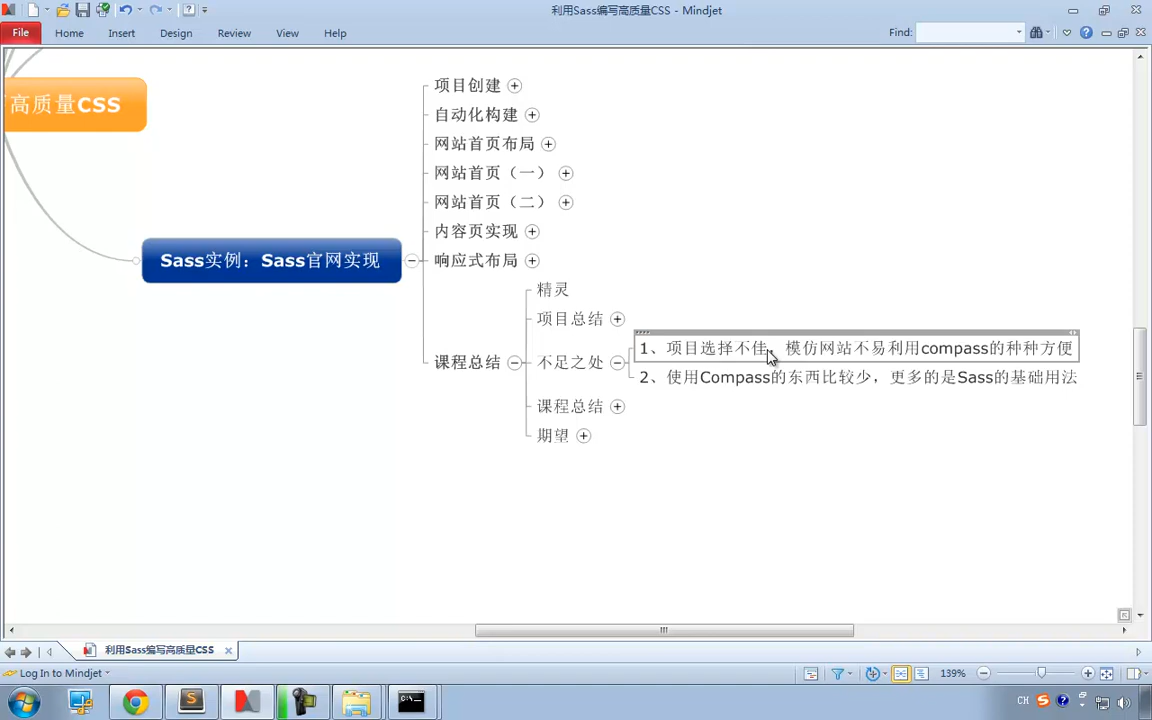 利用Sass编写高质量CSS - Mindjet
File Home Insert Design Review View Help Find:
高质量CSS
项目创建
自动化构建
网站首页布局
网站首页（一）
网站首页（二）
内容页实现
Sass实例：Sass官网实现
响应式布局
精灵
项目总结
课程总结
不足之处
1、项目选择不佳，模仿网站不易利用compass的种种方便
2、使用Compass的东西比较少，更多的是Sass的基础用法
课程总结
期望
利用Sass编写高质量CSS
Log In to Mindjet
139%
CH